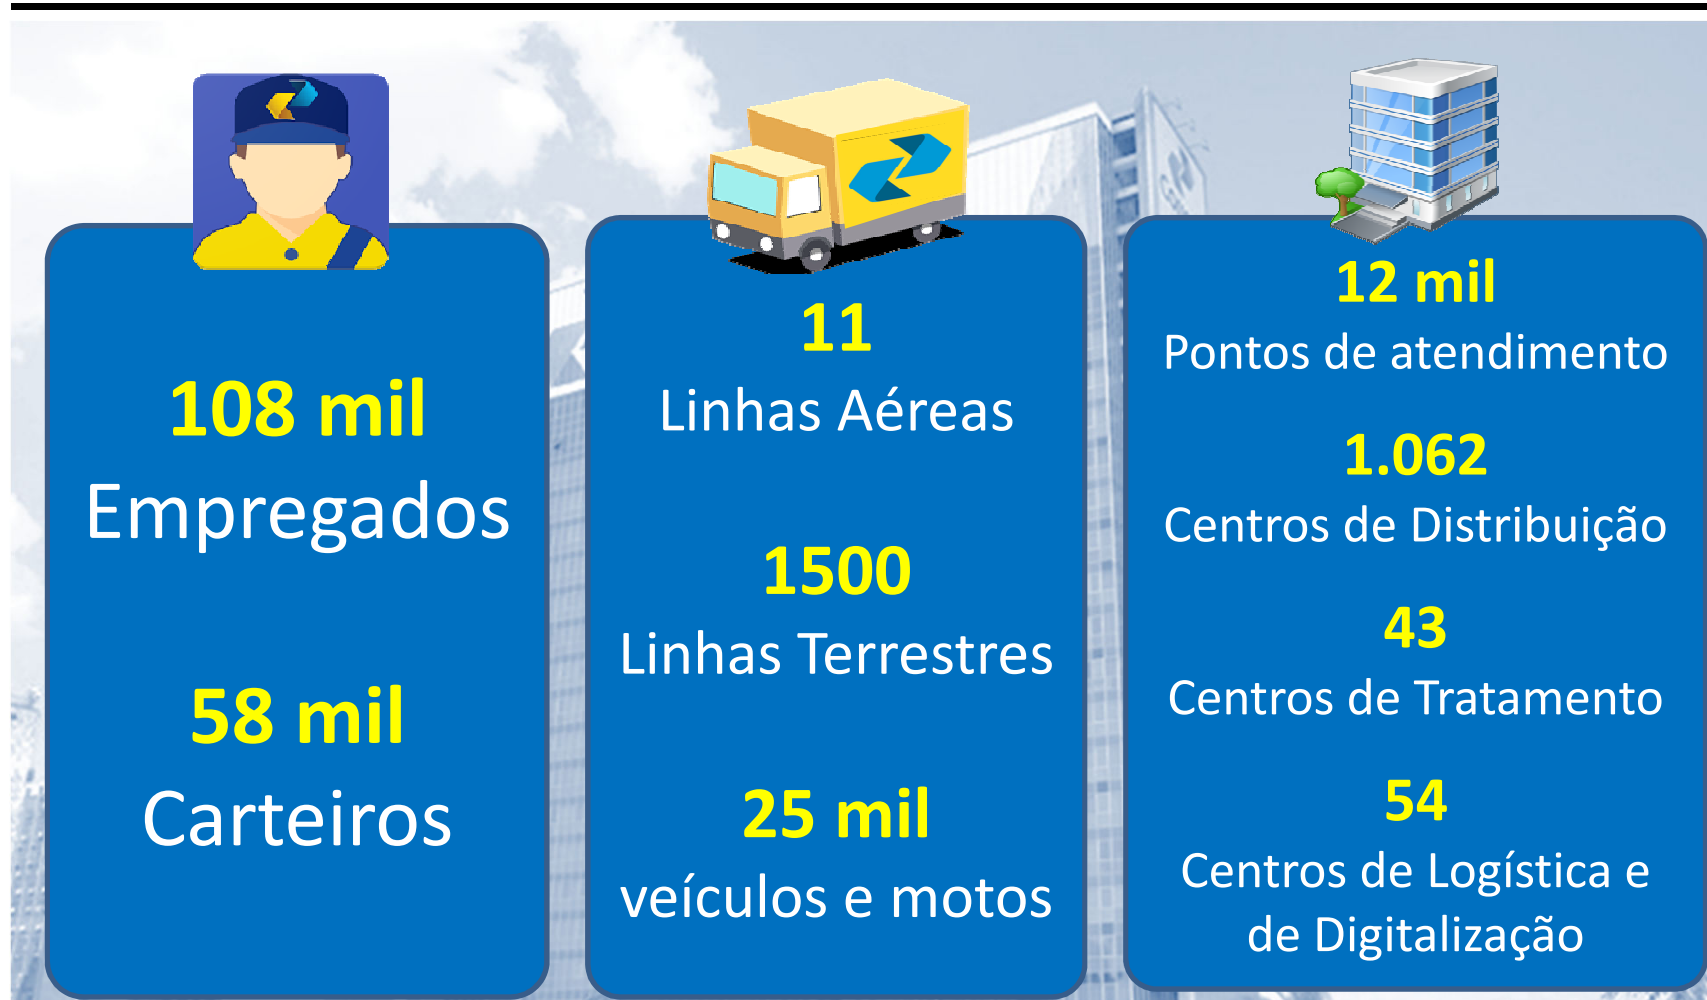 108 mil
Empregados
58 mil
Carteiros
11
Linhas Aéreas
1500
Linhas Terrestres
25 mil
veículos e motos
12 mil
Pontos de atendimento
1.062
Centros de Distribuição
43
Centros de Tratamento
54
Centros de Logística e
de Digitalização